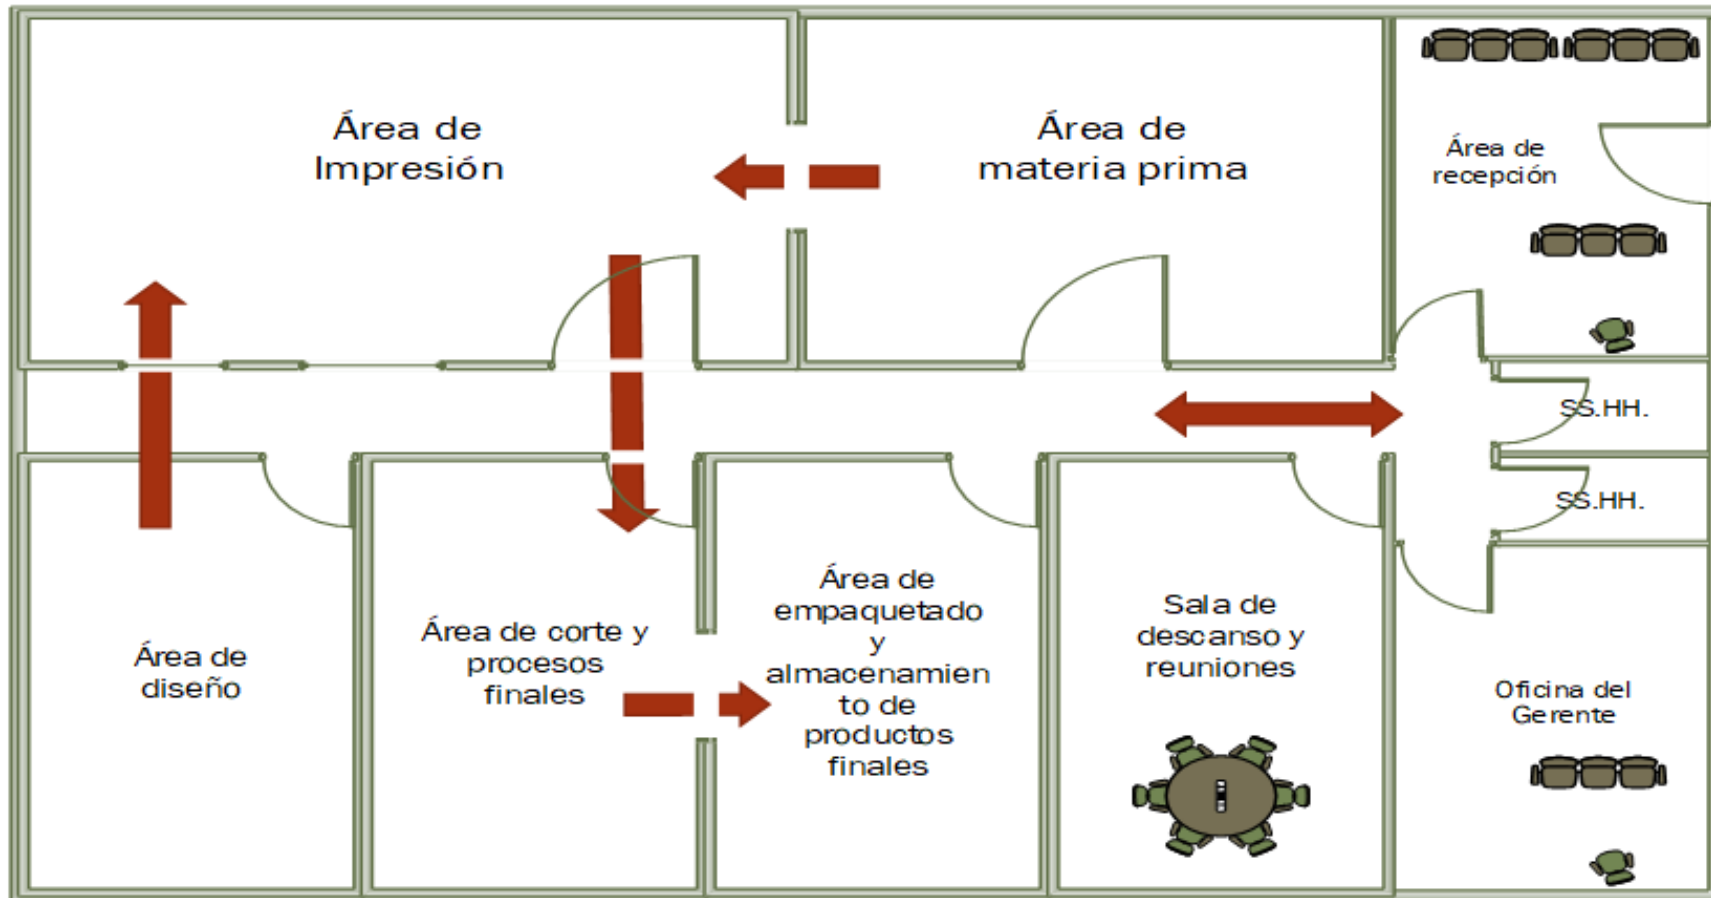 Área de
Impresión
Área de
materia prima
Área de
recepción
SS.HH.
SS.HH.
Área de
diseño
Área de corte y
procesos
finales
Área de
empaquetado
y
almacenamien
to de
productos
finales
Sala de
descanso y
reuniones
Oficina del
Gerente